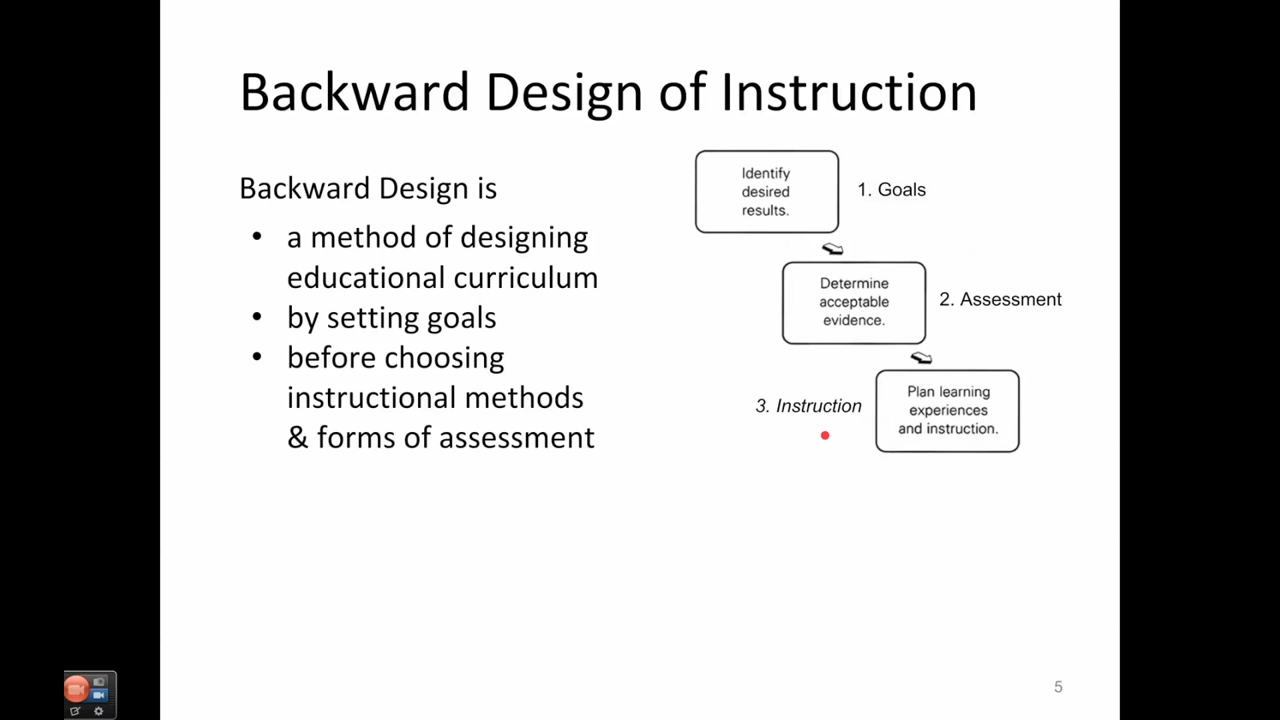 Backward Design of Instruction
Backward Design is
• a method of designing
educational curriculum
• by setting goals
• before choosing
instructional methods
& forms of assessment
Identify
desired
results.
1. Goals
Determine
acceptable
evidence.
2. Assessment
3. Instruction
Plan learning
experiences
and instruction.
5